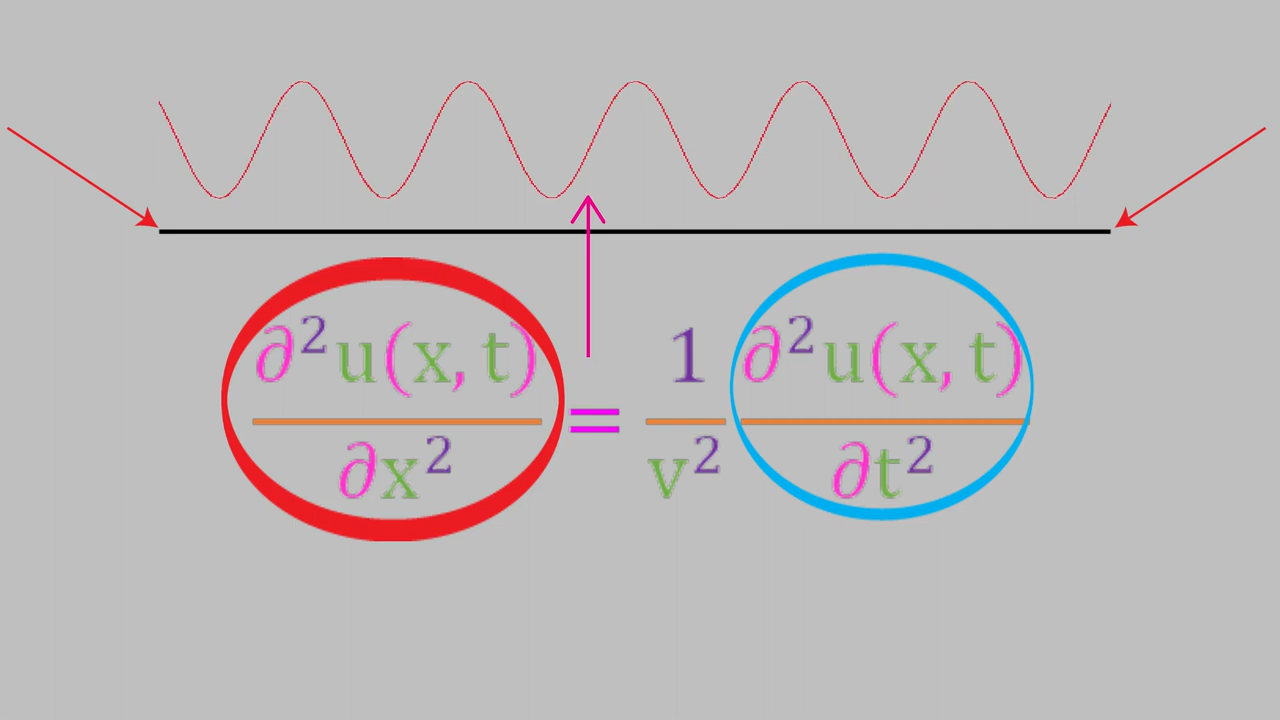 ∂²u(x, t) / ∂x² = 1 / v² ∂²u(x, t) / ∂t²